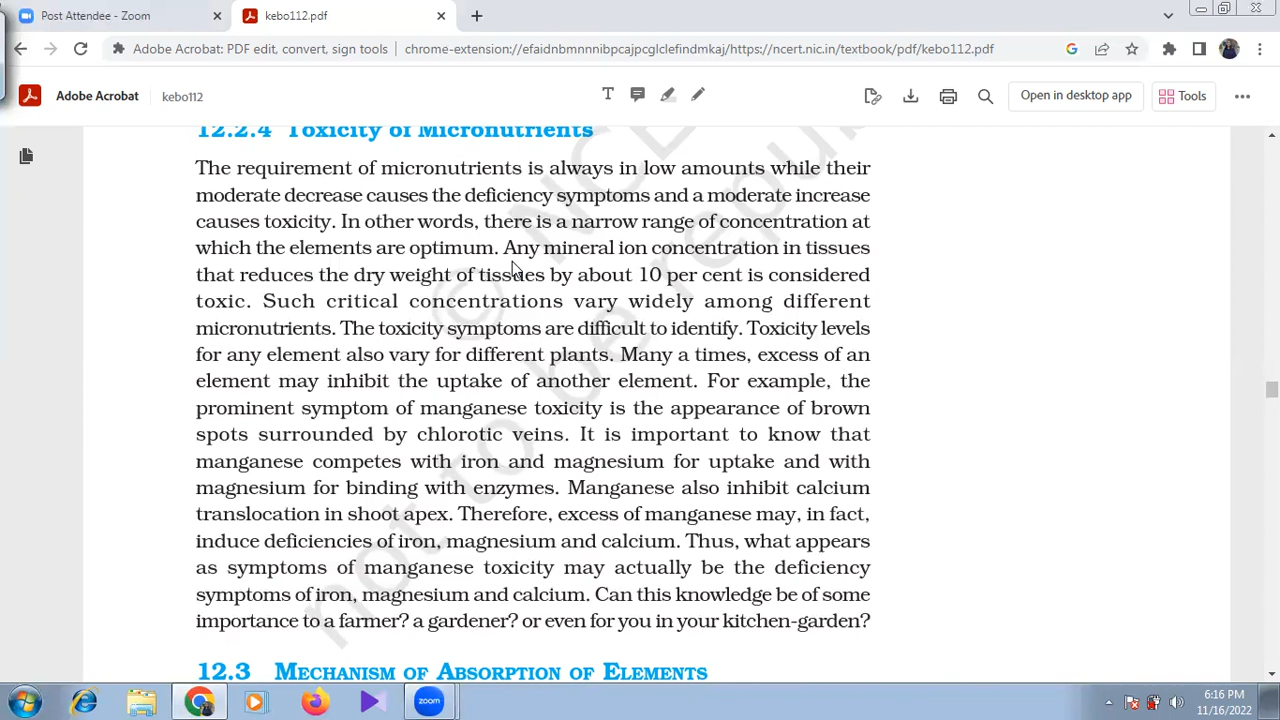 Post Attendee - Zoom
kebo112.pdf
Adobe Acrobat: PDF edit, convert, sign tools | chrome-extension://efaidnbmnnnibpcajpcglclefindmkaj/https://ncert.nic.in/textbook/pdf/kebo112.pdf
Adobe Acrobat kebo112
Open in desktop app
Tools
12.2.4 Toxicity of Micronutrients
The requirement of micronutrients is always in low amounts while their
moderate decrease causes the deficiency symptoms and a moderate increase
causes toxicity. In other words, there is a narrow range of concentration at
which the elements are optimum. Any mineral ion concentration in tissues
that reduces the dry weight of tissues by about 10 per cent is considered
toxic. Such critical concentrations vary widely among different
micronutrients. The toxicity symptoms are difficult to identify. Toxicity levels
for any element also vary for different plants. Many a times, excess of an
element may inhibit the uptake of another element. For example, the
prominent symptom of manganese toxicity is the appearance of brown
spots surrounded by chlorotic veins. It is important to know that
manganese competes with iron and magnesium for uptake and with
magnesium for binding with enzymes. Manganese also inhibit calcium
translocation in shoot apex. Therefore, excess of manganese may, in fact,
induce deficiencies of iron, magnesium and calcium. Thus, what appears
as symptoms of manganese toxicity may actually be the deficiency
symptoms of iron, magnesium and calcium. Can this knowledge be of some
importance to a farmer? a gardener? or even for you in your kitchen-garden?
12.3 MECHANISM OF ABSORPTION OF ELEMENTS
© NCE
not to be republ
zoom
6:16 PM
11/16/2022